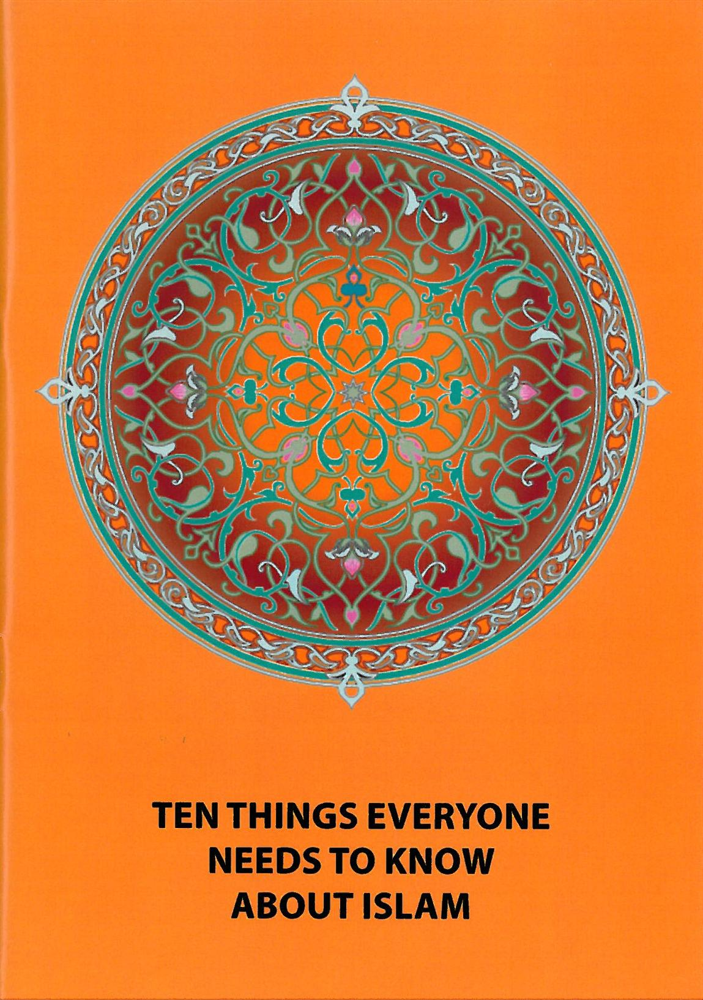 TEN THINGS EVERYONE
NEEDS TO KNOW
ABOUT ISLAM